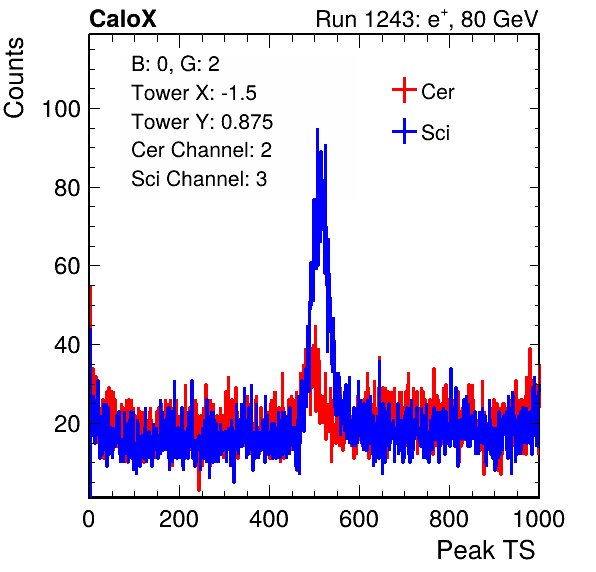 CaloX Run 1243: e⁺, 80 GeV
Counts
B: 0, G: 2
Tower X: -1.5
Tower Y: 0.875
Cer Channel: 2
Sci Channel: 3
Cer
Sci
100
80
60
40
20
0 200 400 600 800 1000
Peak TS